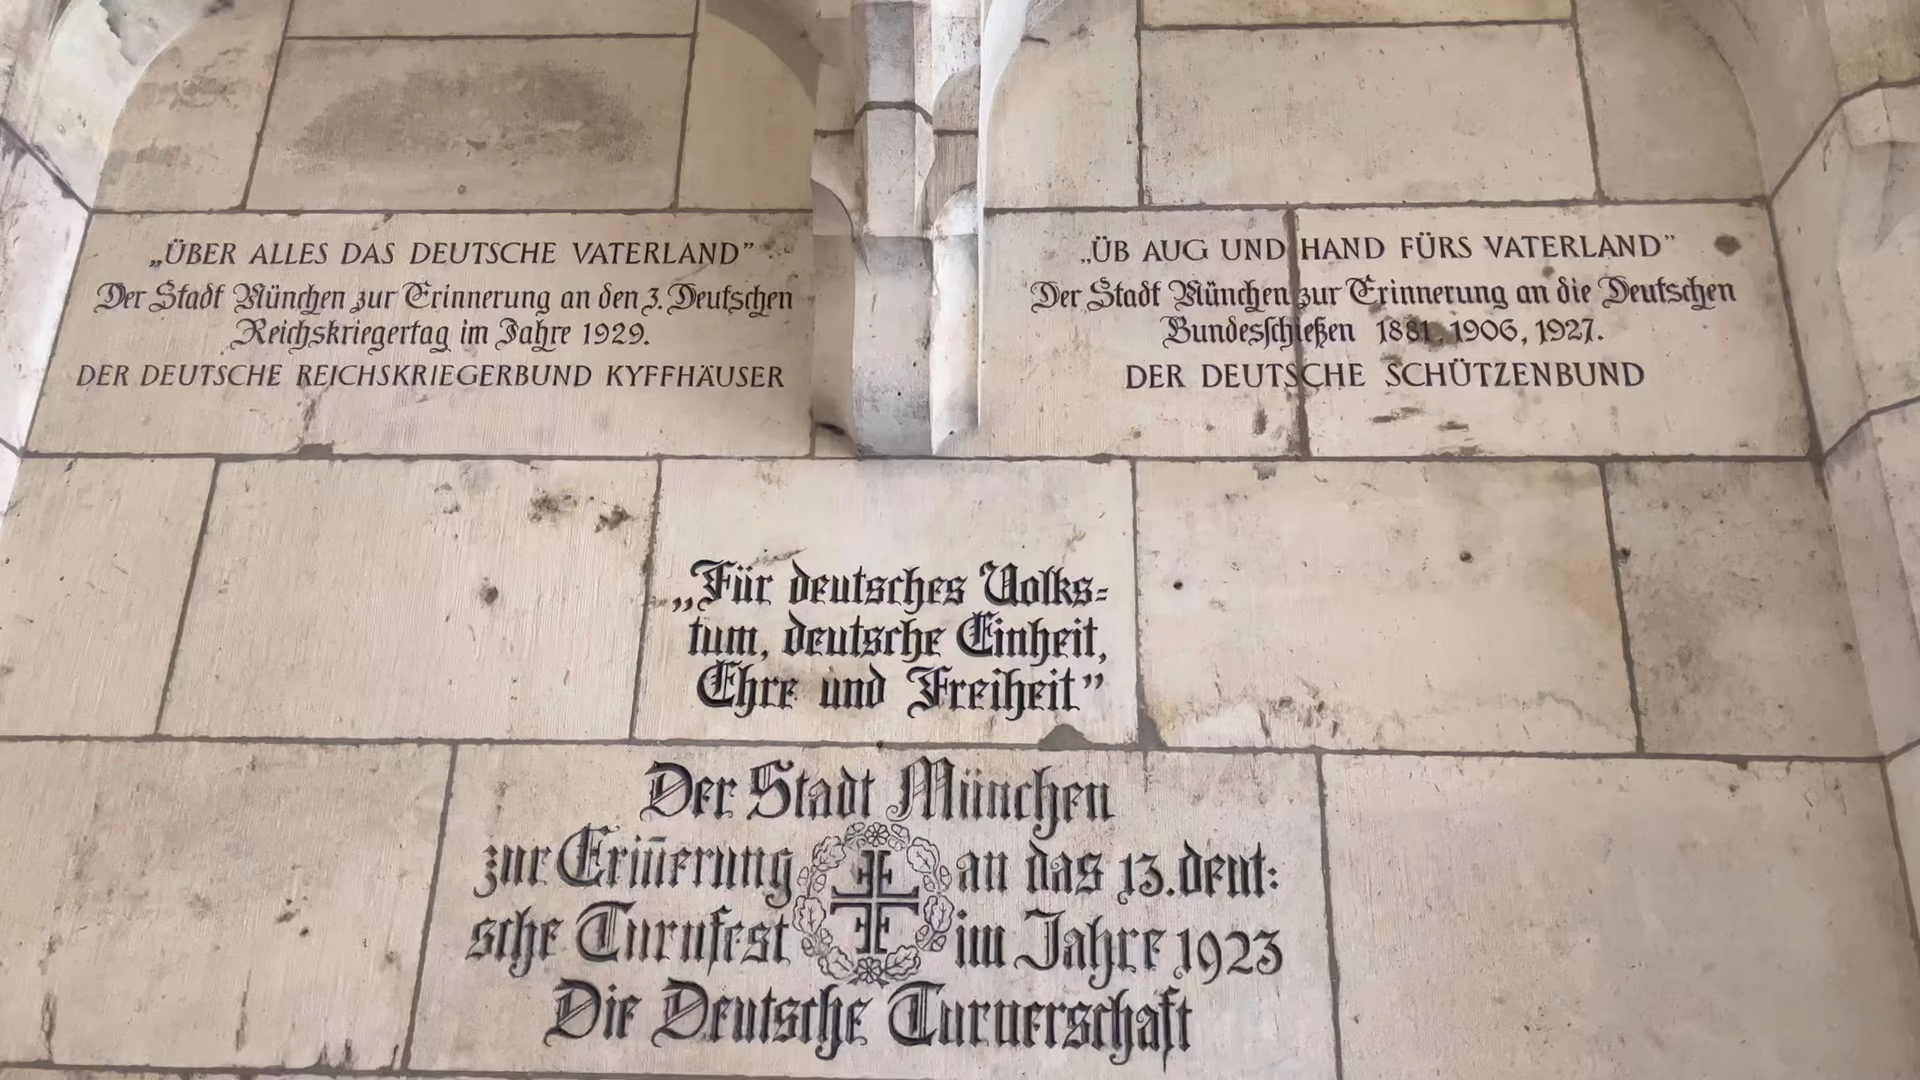 „ÜBER ALLES DAS DEUTSCHE VATERLAND”
Der Stadt München zur Erinnerung an den 3. Deutschen
Reichskriegertag im Jahre 1929.
DER DEUTSCHE REICHSKRIEGERBUND KYFFHÄUSER
„ÜB AUG UND HAND FÜRS VATERLAND”
Der Stadt München zur Erinnerung an die Deutschen
Bundesschießen 1881, 1906, 1927.
DER DEUTSCHE SCHÜTZENBUND
„Für deutsches Volks=
tum, deutsche Einheit,
Ehre und Freiheit”
Der Stadt München
zur Erin̄erung an das 13. deut:
sche Turnfest im Jahre 1923
Die Deutsche Turnerschaft